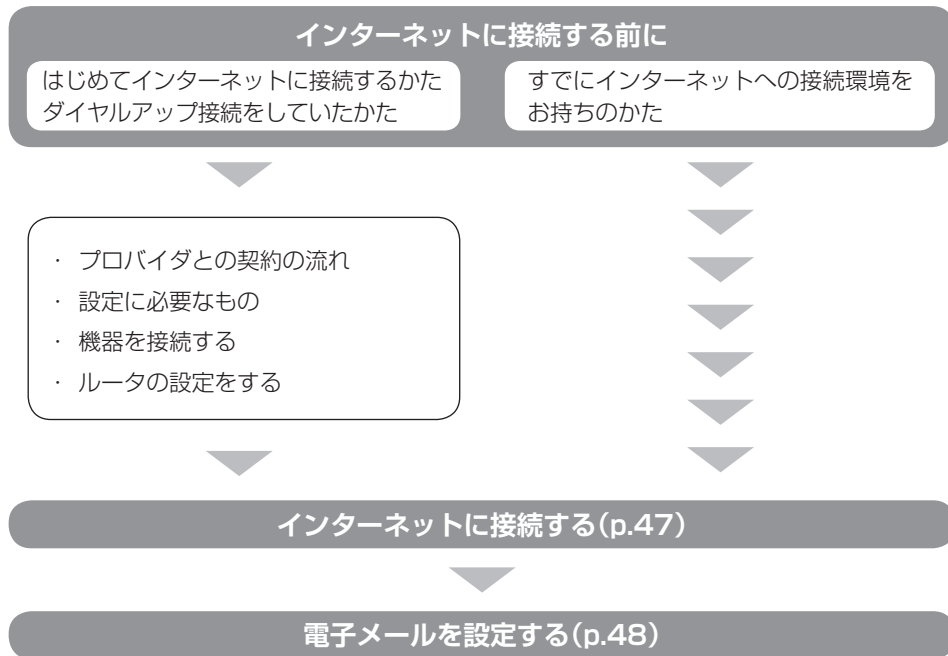 インターネットに接続する前に
はじめてインターネットに接続するかた
ダイヤルアップ接続をしていたかた
すでにインターネットへの接続環境を
お持ちのかた
・ プロバイダとの契約の流れ
・ 設定に必要なもの
・ 機器を接続する
・ ルータの設定をする
インターネットに接続する(p.47)
電子メールを設定する(p.48)